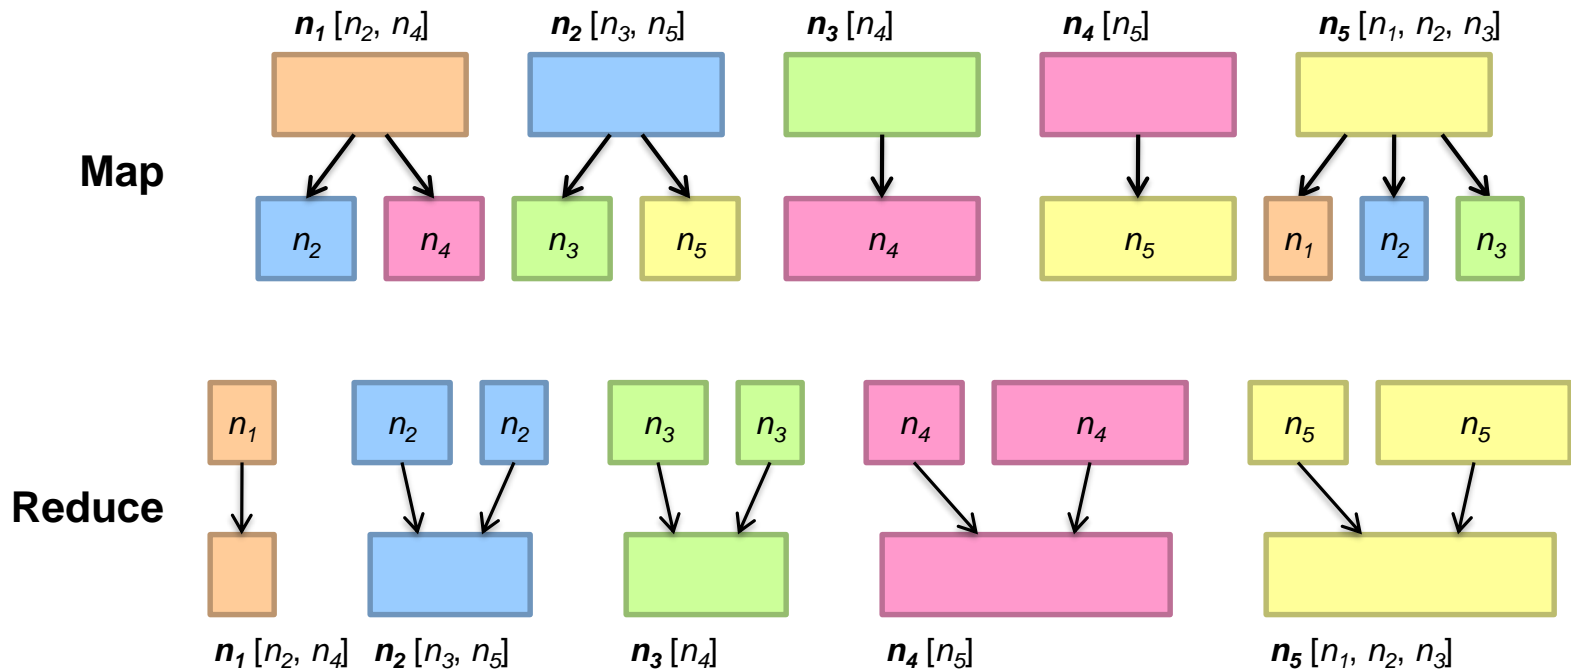 n1 [n2, n4] n2 [n3, n5] n3 [n4] n4 [n5] n5 [n1, n2, n3]
Map
n2 n4 n3 n5 n4 n5 n1 n2 n3
n1 n2 n2 n3 n3 n4 n4 n5 n5
Reduce
n1 [n2, n4] n2 [n3, n5] n3 [n4] n4 [n5] n5 [n1, n2, n3]